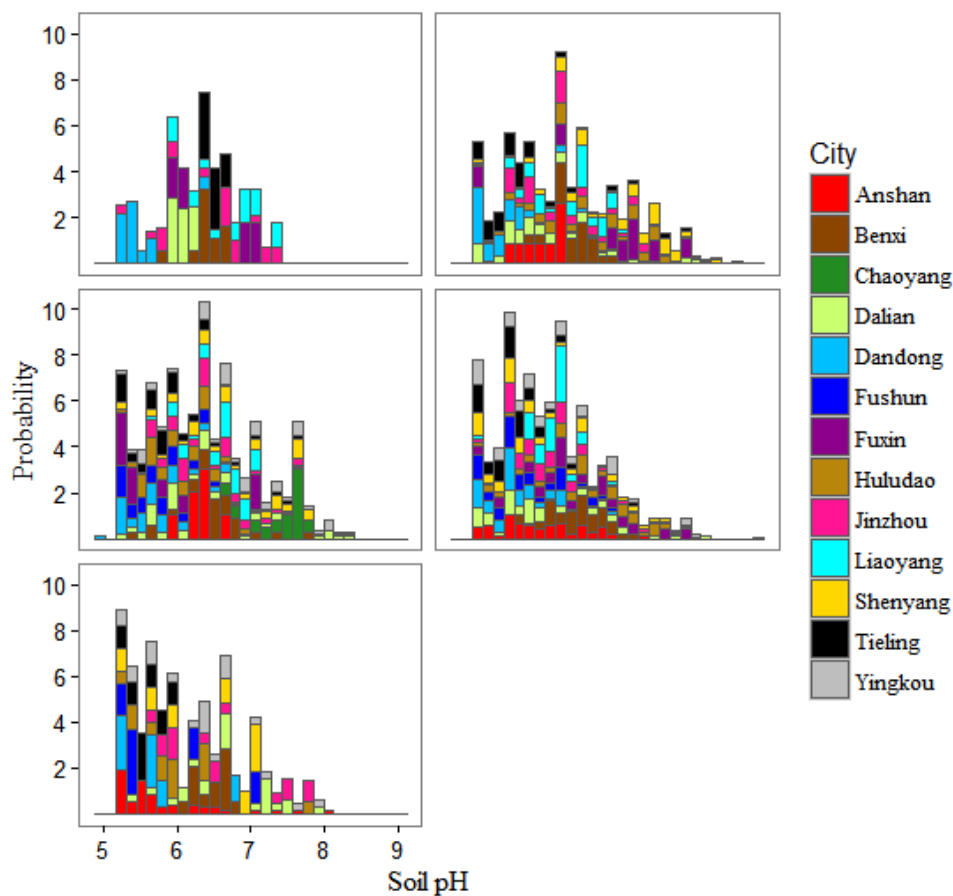 10
8
6
4
2
10
8
6
4
2
10
8
6
4
2
Probability
5 6 7 8 9
Soil pH
City
Anshan
Benxi
Chaoyang
Dalian
Dandong
Fushun
Fuxin
Huludao
Jinzhou
Liaoyang
Shenyang
Tieling
Yingkou